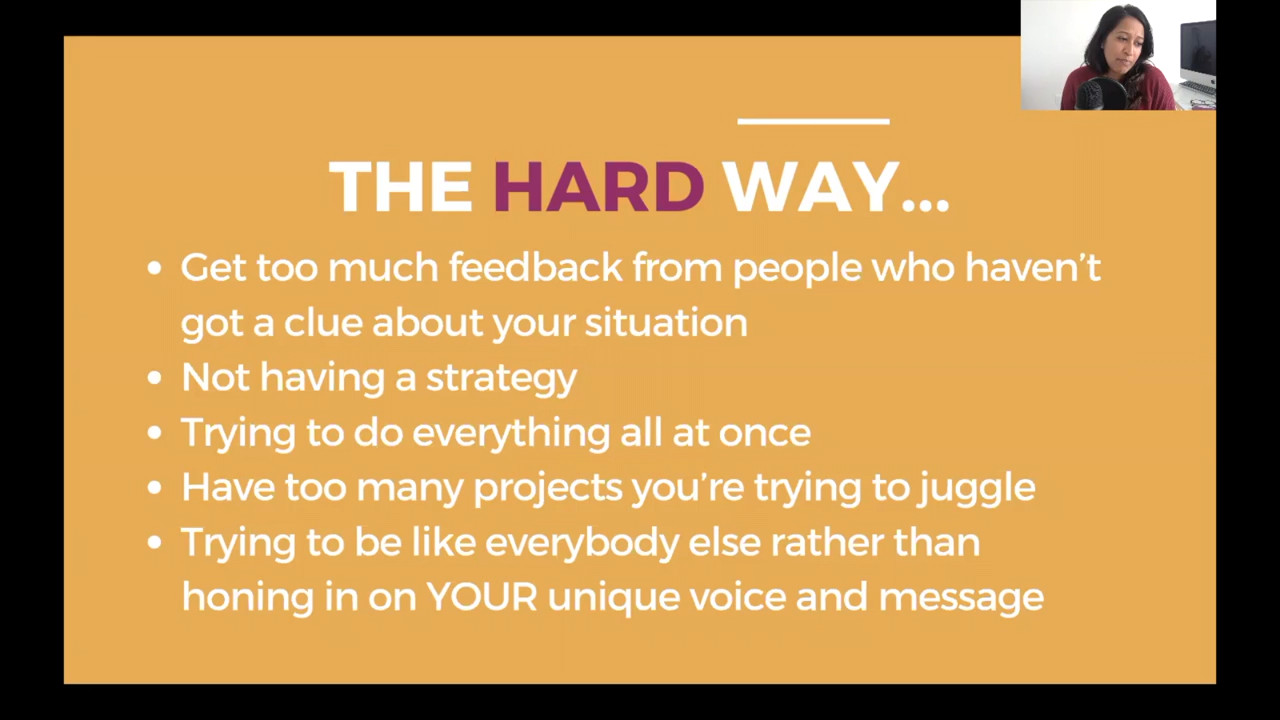 THE HARD WAY...
• Get too much feedback from people who haven't
got a clue about your situation
• Not having a strategy
• Trying to do everything all at once
• Have too many projects you're trying to juggle
• Trying to be like everybody else rather than
honing in on YOUR unique voice and message